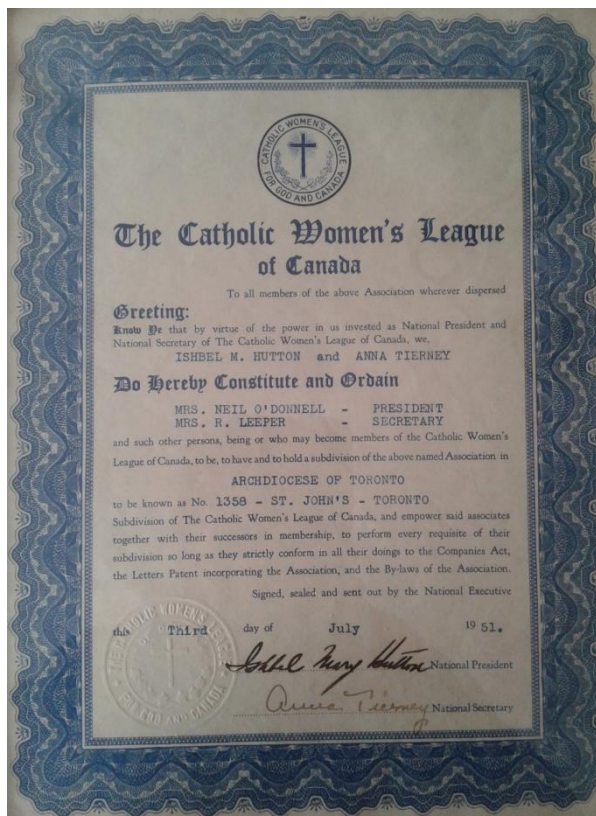 CATHOLIC WOMEN'S LEAGUE
FOR GOD AND CANADA
The Catholic Women's League
of Canada
To all members of the above Association wherever dispersed
Greeting:
Know Ye that by virtue of the power in us invested as National President and
National Secretary of The Catholic Women's League of Canada, we,
ISHBEL M. HUTTON and ANNA TIERNEY
Do Hereby Constitute and Ordain
MRS. NEIL O'DONNELL - PRESIDENT
MRS. R. LEEPER - SECRETARY
and such other persons, being or who may become members of the Catholic Women's
League of Canada, to be, to have and to hold a subdivision of the above named Association in
ARCHDIOCESE OF TORONTO
to be known as No. 1358 - ST. JOHN'S - TORONTO
Subdivision of The Catholic Women's League of Canada, and empower said associates
together with their successors in membership, to perform every requisite of their
subdivision so long as they strictly conform in all their doings to the Companies Act,
the Letters Patent incorporating the Association, and the By-laws of the Association.
Signed, sealed and sent out by the National Executive
this Third day of July 1951.
Ishbel Mary Hutton National President
Anna Tierney National Secretary
THE CATHOLIC WOMEN'S LEAGUE
FOR GOD AND CANADA